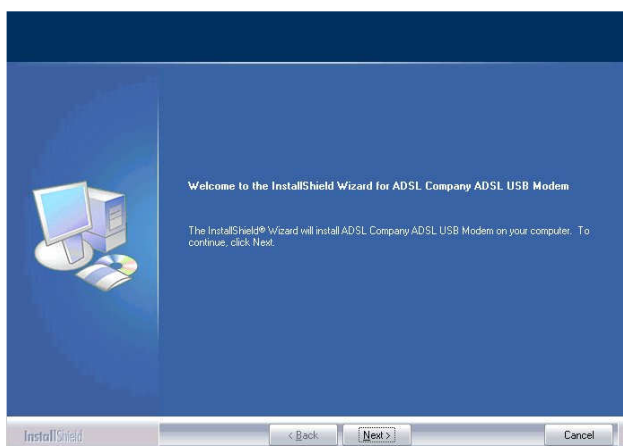 Welcome to the InstallShield Wizard for ADSL Company ADSL USB Modem
The InstallShield® Wizard will install ADSL Company ADSL USB Modem on your computer. To
continue, click Next.
InstallShield
< Back
Next >
Cancel